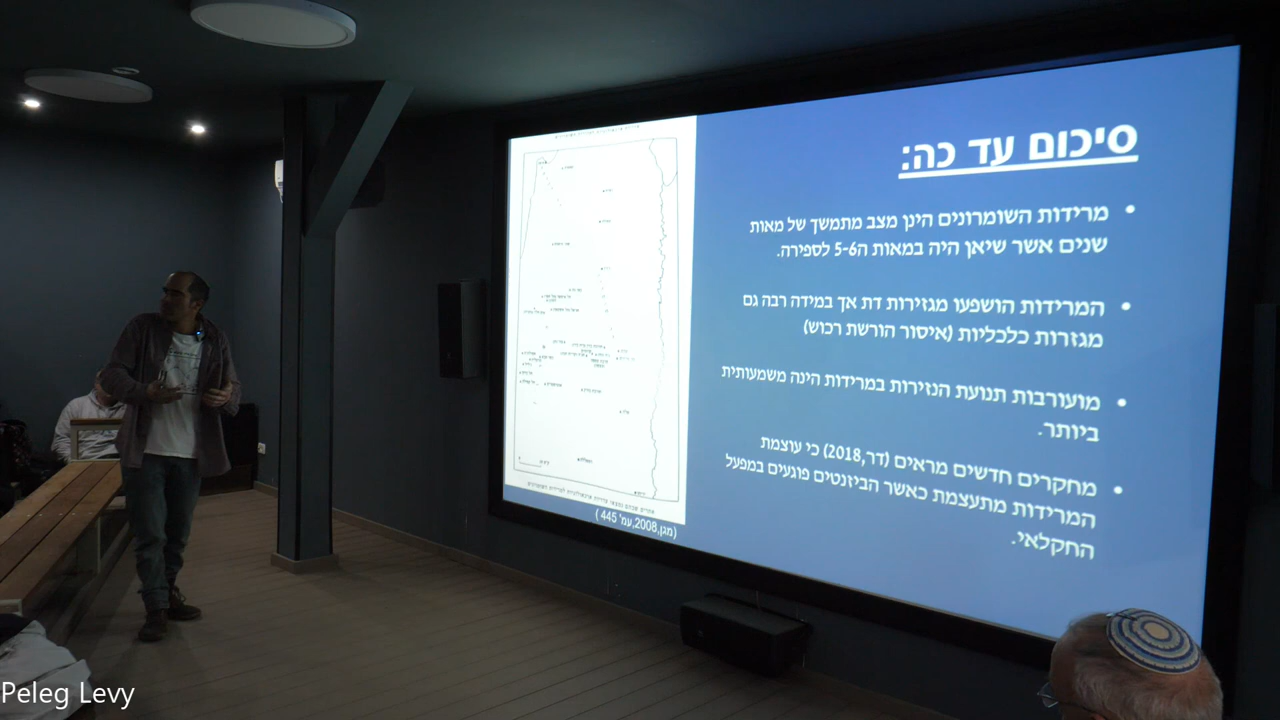 סיכום עד כה:
• מרידות השומרונים הינן מצב מתמשך של מאות
שנים אשר שיאן היה במאות ה5-6 לספירה.
• המרידות הושפעו מגזירות דת אך במידה רבה גם
מגזרות כלכליות (איסור הורשת רכוש)
• מועורבות תנועת הנזירות במרידות הינה משמעותית
ביותר.
• מחקרים חדשים מראים (דר,2018) כי עוצמת
המרידות מתעצמת כאשר הביזנטים פוגעים במפעל
החקלאי.
(מגן,2008,עמ' 445 )
Peleg Levy